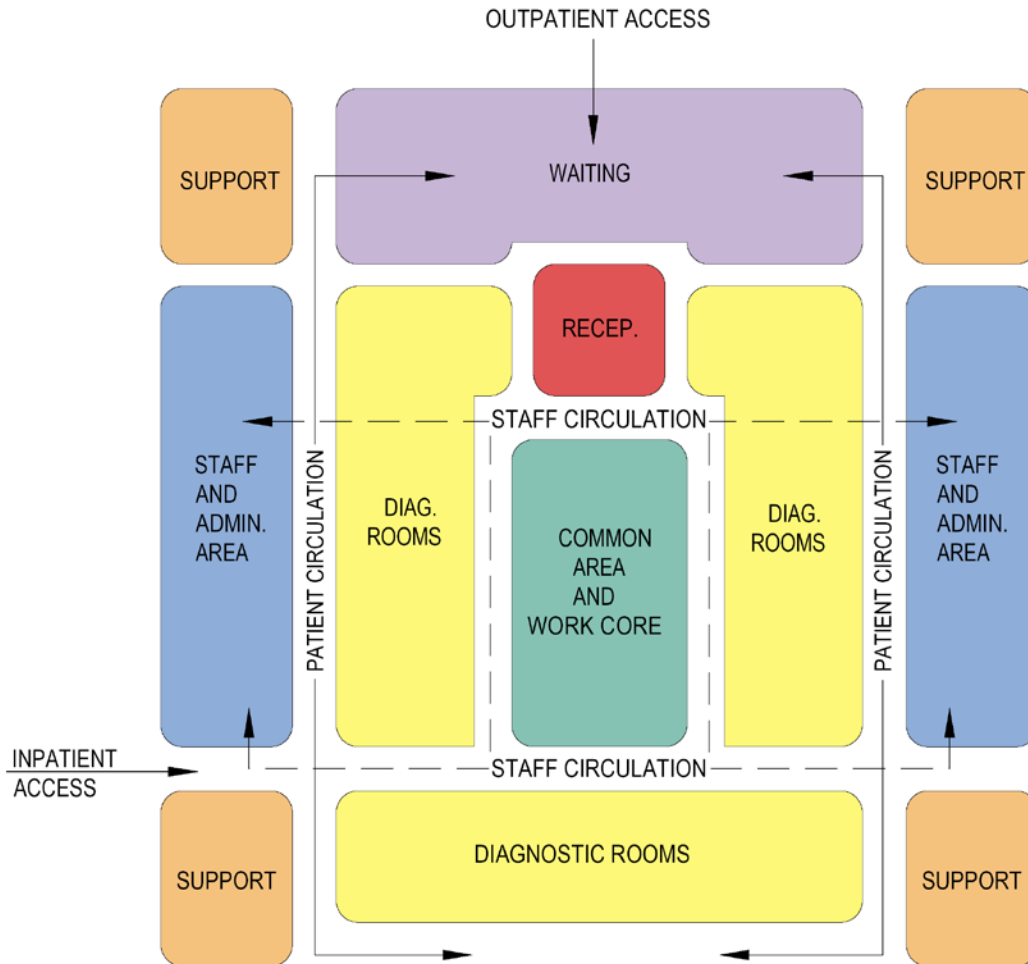 OUTPATIENT ACCESS
SUPPORT
WAITING
SUPPORT
RECEP.
STAFF CIRCULATION
STAFF
AND
ADMIN.
AREA
PATIENT CIRCULATION
DIAG.
ROOMS
COMMON
AREA
AND
WORK CORE
DIAG.
ROOMS
PATIENT CIRCULATION
STAFF
AND
ADMIN.
AREA
INPATIENT
ACCESS
STAFF CIRCULATION
SUPPORT
DIAGNOSTIC ROOMS
SUPPORT